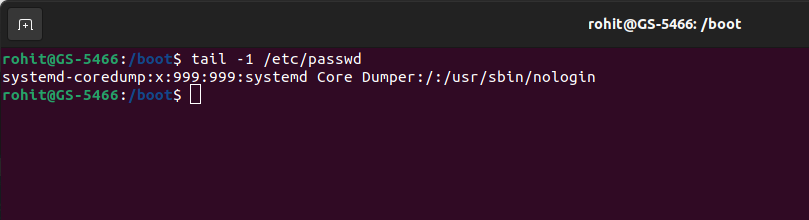 rohit@GS-5466: /boot
rohit@GS-5466:/boot$ tail -1 /etc/passwd
systemd-coredump:x:999:999:systemd Core Dumper:/:/usr/sbin/nologin
rohit@GS-5466:/boot$